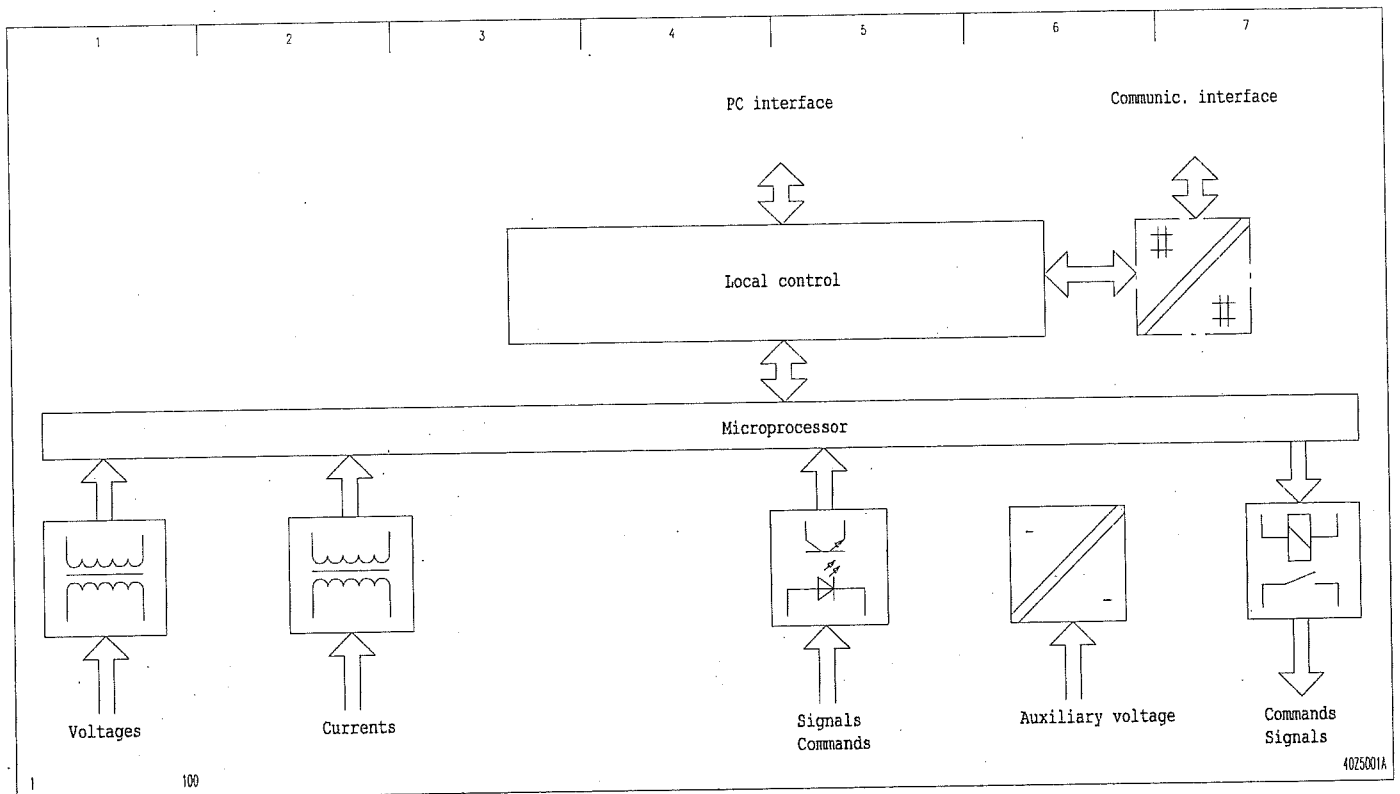 1 2 3 4 5 6 7
PC interface
Communic. interface
Local control
Microprocessor
Voltages
Currents
Signals
Commands
Auxiliary voltage
Commands
Signals
1 100
40Z5001A